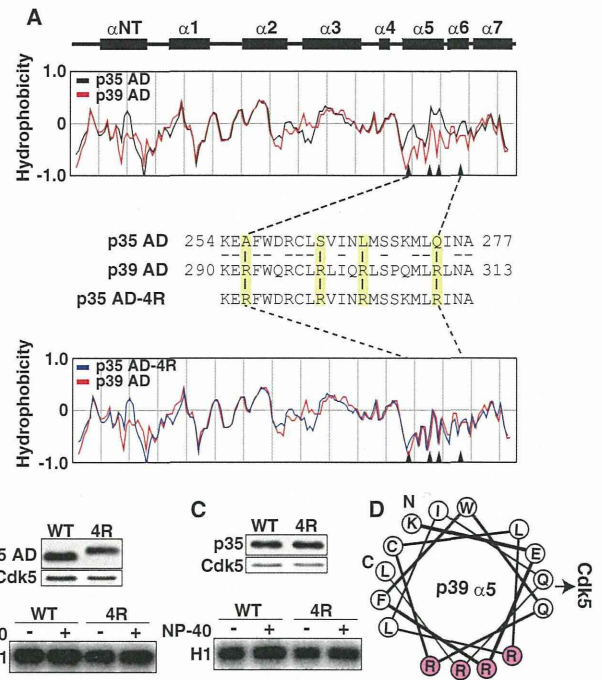 A
αNT α1 α2 α3 α4 α5 α6 α7
Hydrophobicity
1.0
0
-1.0
p35 AD
p39 AD
p35 AD 254 KEAFWDRCLSVINLMSSKMLQINA 277
p39 AD 290 KERFWQRCLRLIQRLSPQMLRLNA 313
p35 AD-4R KERFWDRCLRVINRMSSKMLRINA
Hydrophobicity
1.0
0
-1.0
p35 AD-4R
p39 AD
WT 4R
5 AD
Cdk5
WT 4R
0 - + - +
1
C
WT 4R
p35
Cdk5
WT 4R
NP-40 - + - +
H1
D
N
K I W L E Q Q
C L F L
C
R R R R
p39 α5
Cdk5